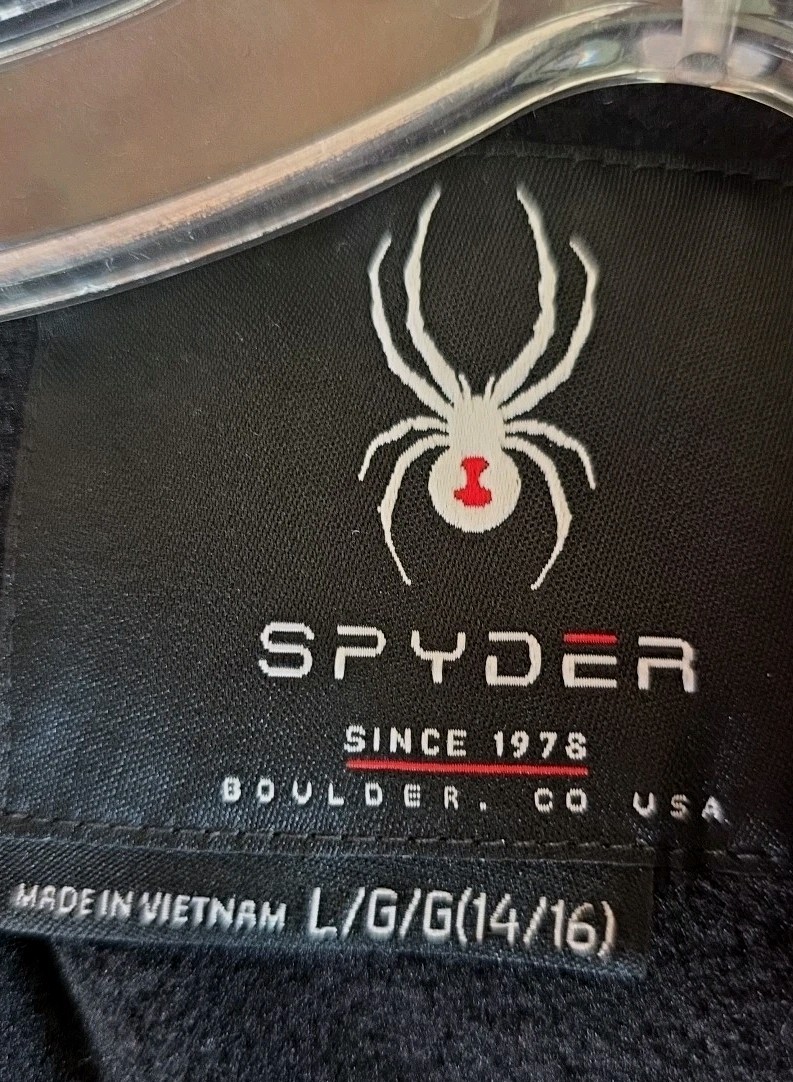 SPYDER
SINCE 1978
BOULDER, CO USA
MADE IN VIETNAM L/G/G(14/16)